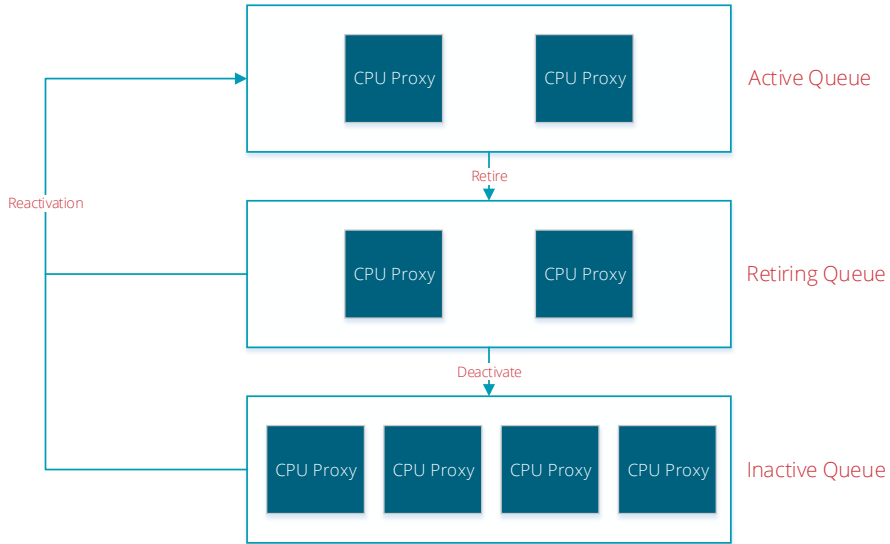 CPU Proxy
CPU Proxy
Active Queue
Retire
Reactivation
CPU Proxy
CPU Proxy
Retiring Queue
Deactivate
CPU Proxy
CPU Proxy
CPU Proxy
CPU Proxy
Inactive Queue